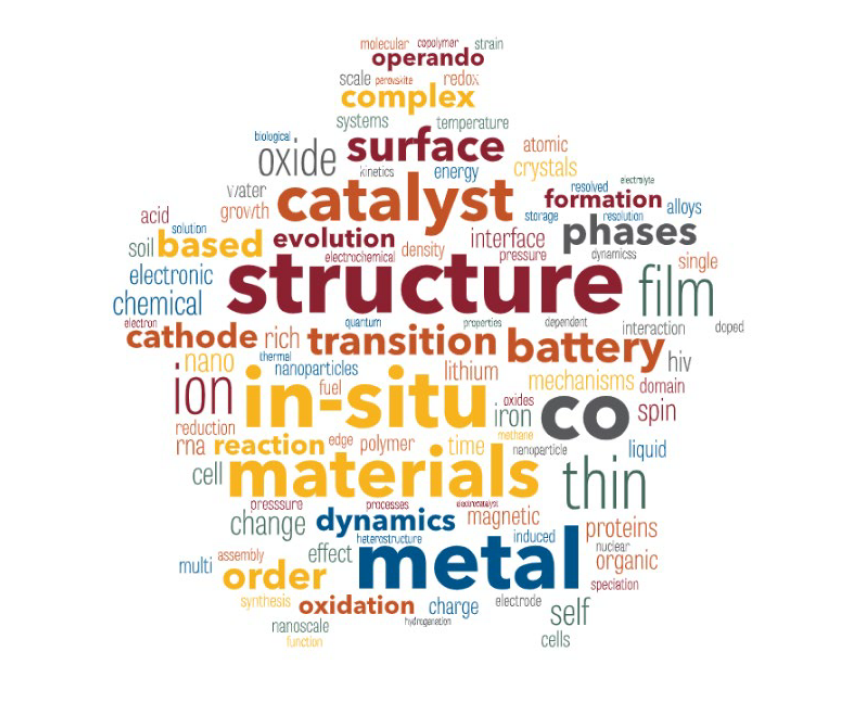 molecular copolymer strain
operando
scale perovskite redox
complex
systems temperature
biological surface atomic
oxide kinetics energy crystals
water catalyst resolved electrolyte
growth storage formation alloys
acid resolution
solution evolution interface phases
soil based density
electrochemical pressure dynamicss single
electronic structure film
chemical
electron quantum properties dependent interaction doped
cathode rich transition battery
nano thermal nanoparticles lithium hiv
mechanisms domain
ion in-situ fuel oxides co spin
iron
reduction methane
rna reaction edge polymer time nanoparticle liquid
cell materials thin
presssure processes electrocatalyst
change dynamics magnetic proteins
heterostructure induced nuclear
multi assembly effect metal organic
order speciation
synthesis oxidation charge electrode self
nanoscale hydrogenation
function cells